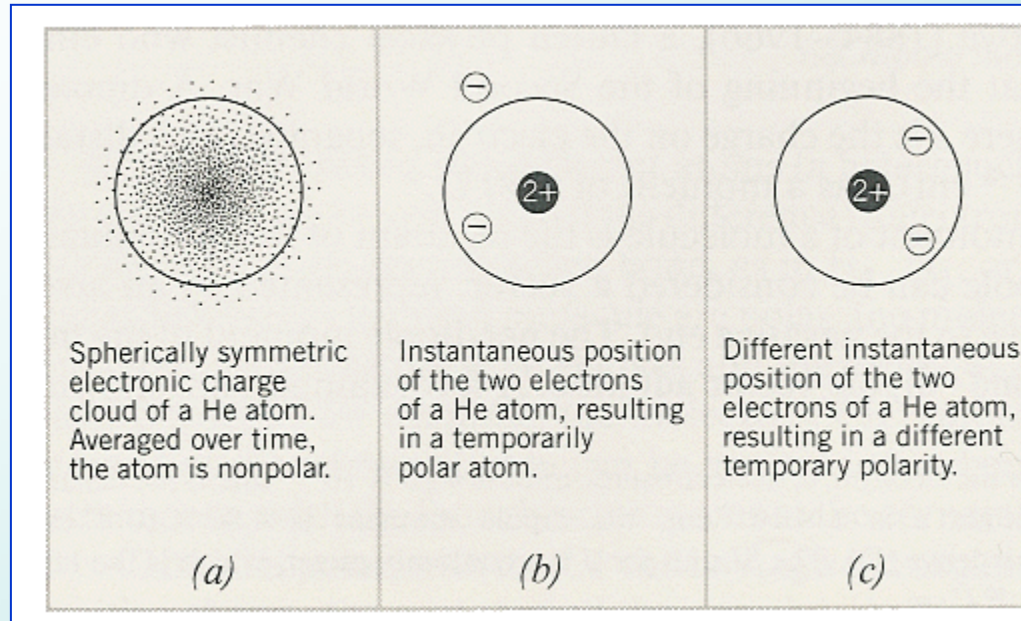 − − −
2+ 2+
− −
Spherically symmetric
electronic charge
cloud of a He atom.
Averaged over time,
the atom is nonpolar.
(a)
Instantaneous position
of the two electrons
of a He atom, resulting
in a temporarily
polar atom.
(b)
Different instantaneous
position of the two
electrons of a He atom,
resulting in a different
temporary polarity.
(c)